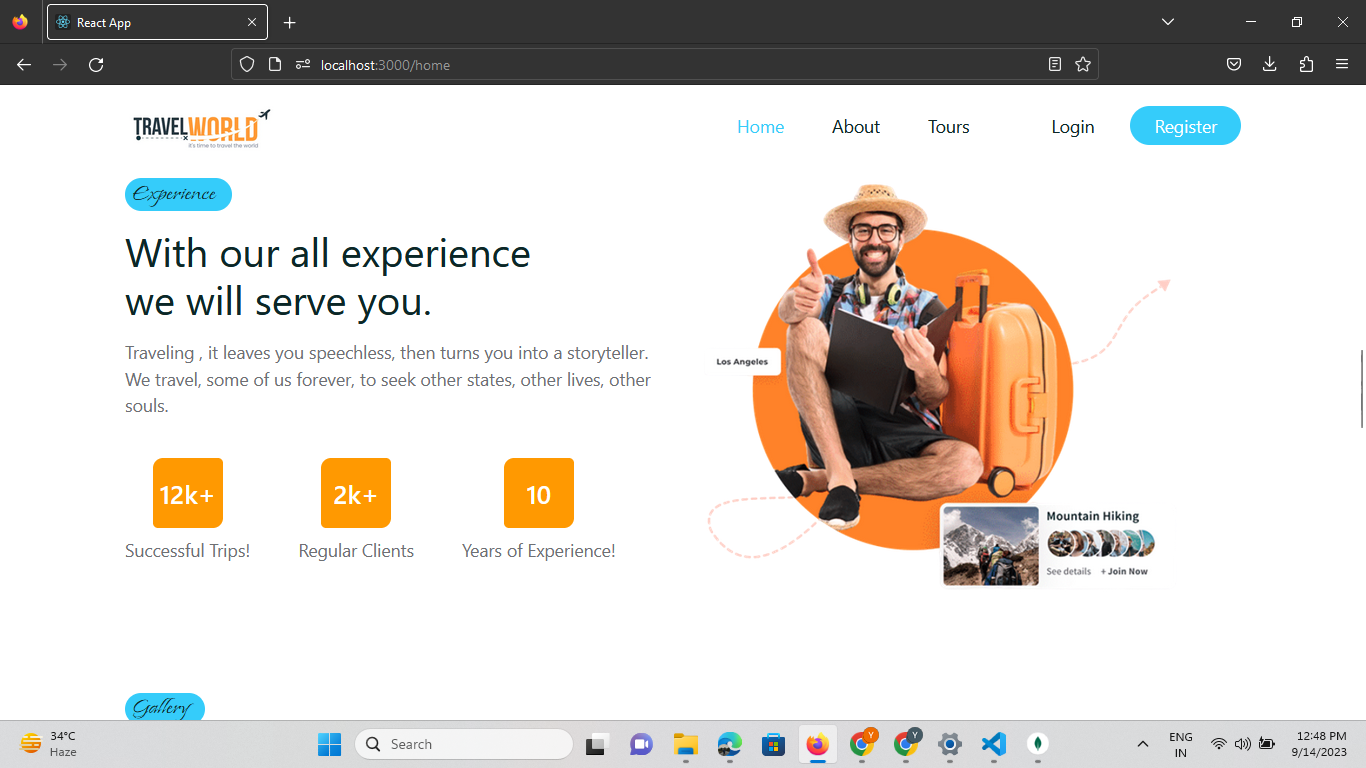 React App
localhost:3000/home
TRAVELWORLD
it's time to travel the world
Home
About
Tours
Login
Register
Experience
With our all experience
we will serve you.
Traveling , it leaves you speechless, then turns you into a storyteller.
We travel, some of us forever, to seek other states, other lives, other
souls.
12k+
2k+
10
Successful Trips!
Regular Clients
Years of Experience!
Los Angeles
Mountain Hiking
See details
+ Join Now
Gallery
34°C
Haze
Search
Y
Y
ENG
IN
12:48 PM
9/14/2023